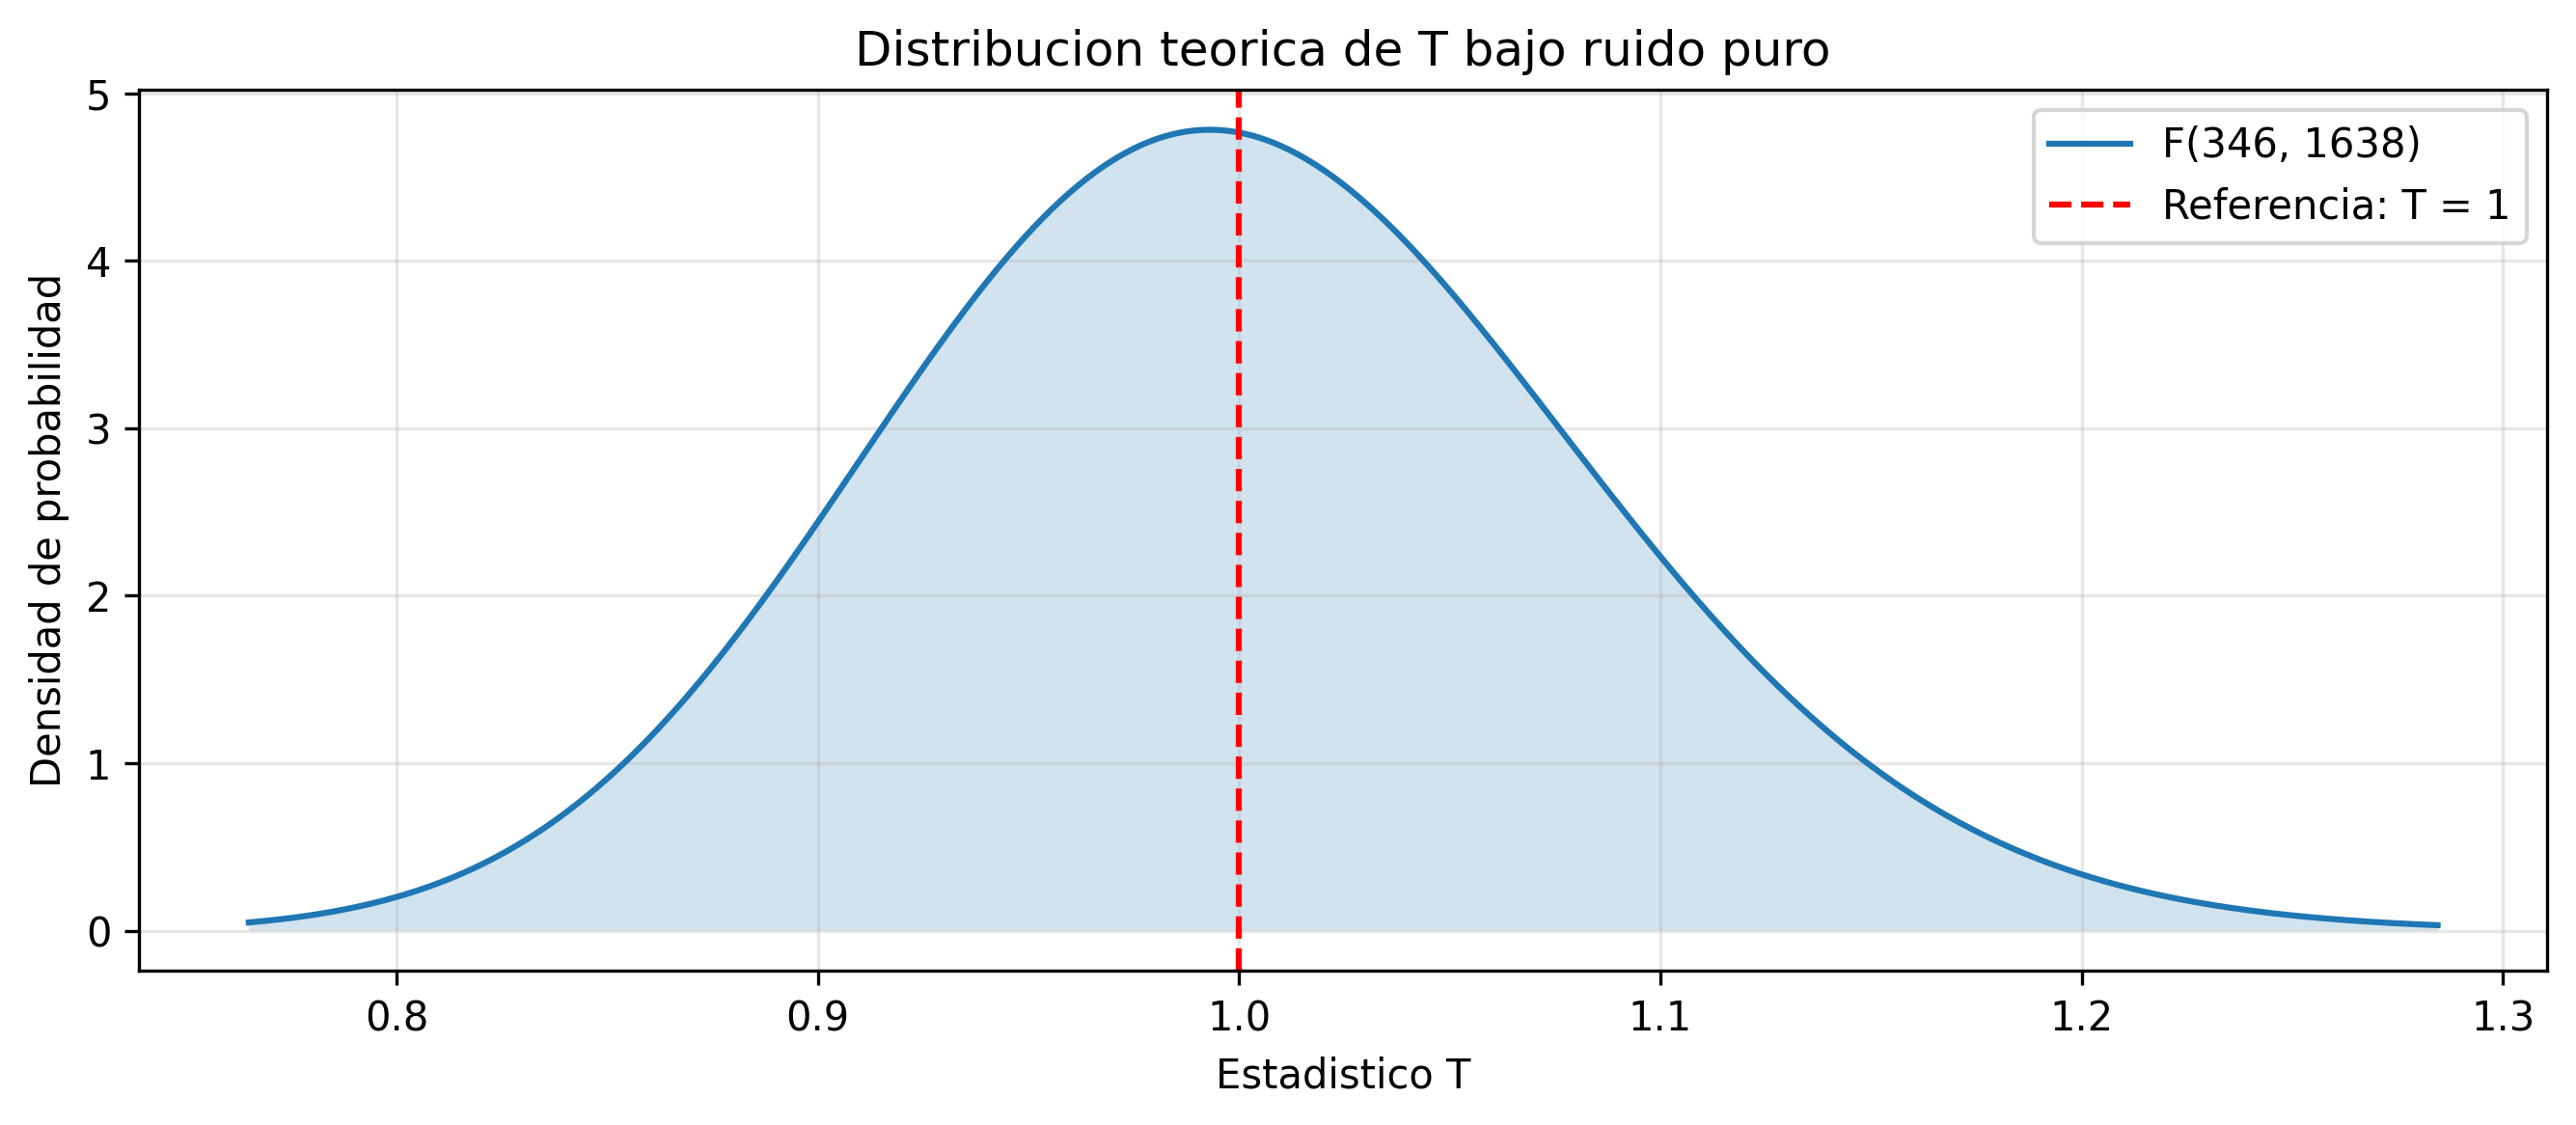 Distribucion teorica de T bajo ruido puro
F(346, 1638)
Referencia: T = 1
Densidad de probabilidad
5
4
3
2
1
0
0.8 0.9 1.0 1.1 1.2 1.3
Estadistico T